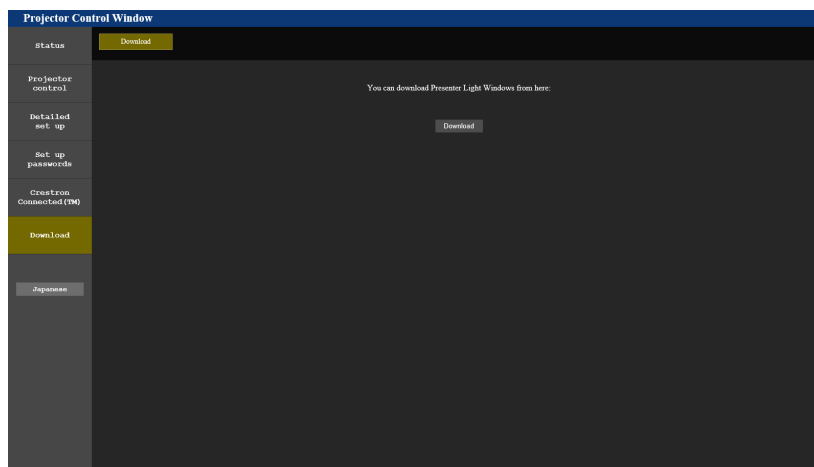 Projector Control Window
Status
Download
Projector
control
You can download Presenter Light Windows from here:
Detailed
set up
Download
Set up
passwords
Crestron
Connected(TM)
Download
Japanese